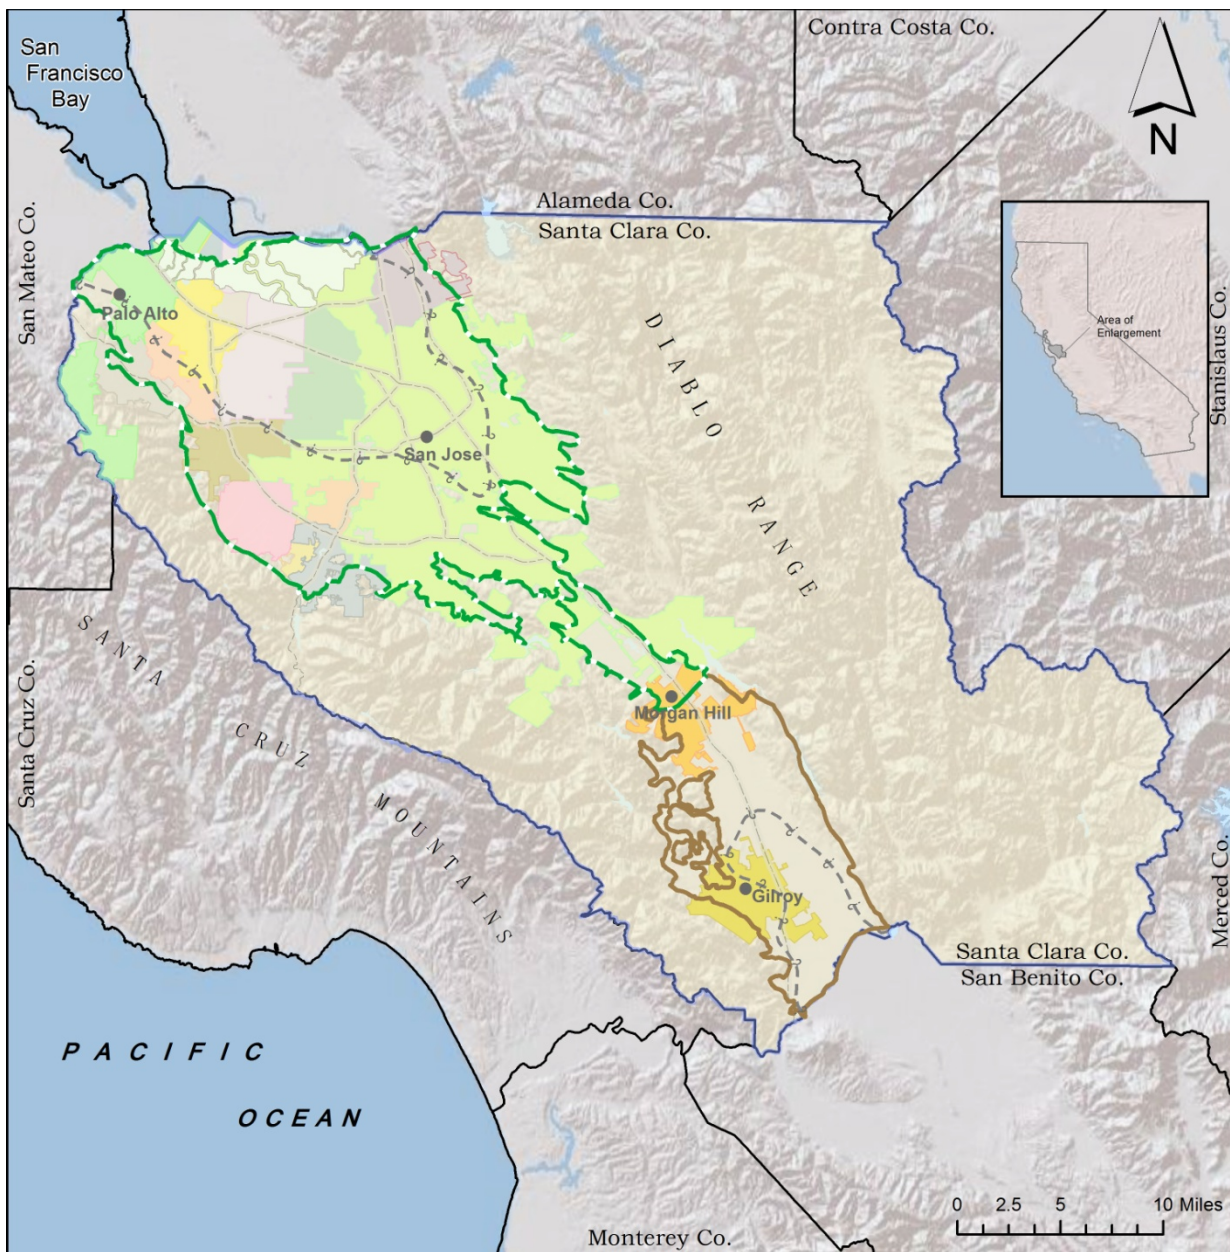 Contra Costa Co.
San
Francisco
Bay
N
Alameda Co.
Santa Clara Co.
San Mateo Co.
Stanislaus Co.
Area of
Enlargement
Palo Alto
DIABLO
RANGE
San Jose
SANTA
CRUZ
MOUNTAINS
Santa Cruz Co.
Morgan Hill
Gilroy
Merced Co.
Santa Clara Co.
San Benito Co.
PACIFIC
OCEAN
0 2.5 5 10 Miles
Monterey Co.